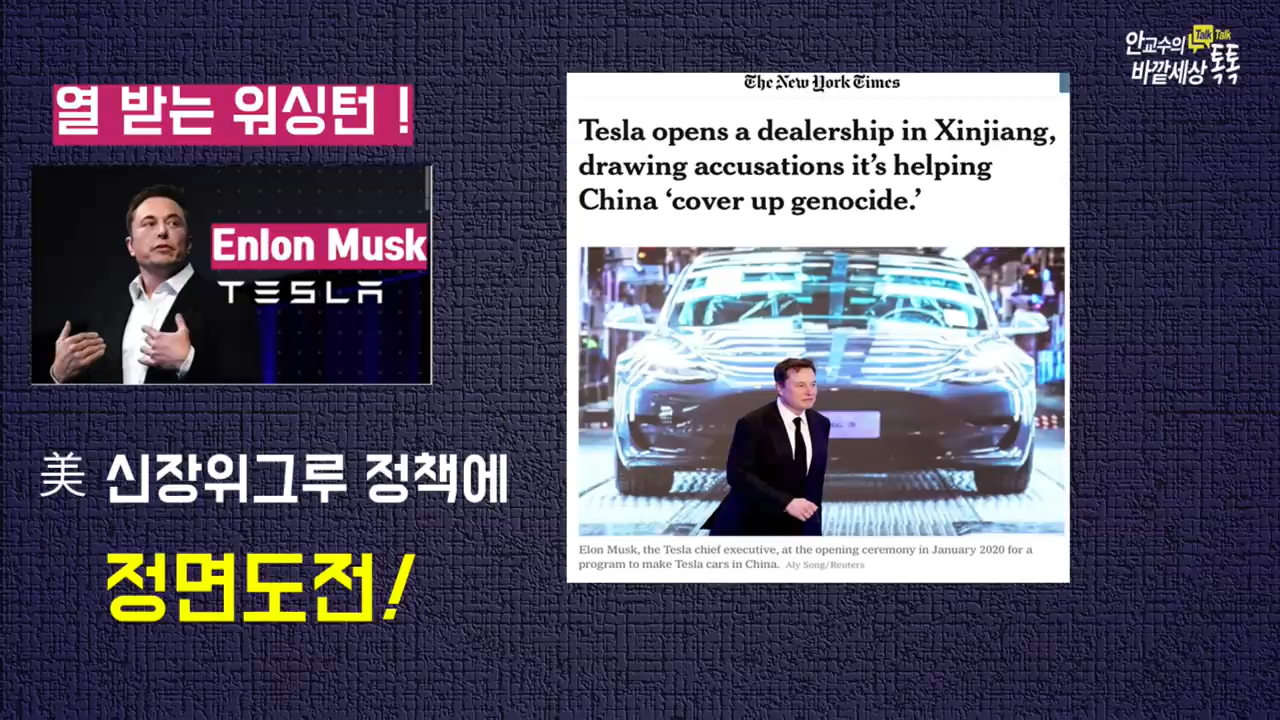 안교수의 Talk Talk
바깥세상 톡톡
열 받는 워싱턴 !
Enlon Musk
TESLA
美 신장위그루 정책에
정면도전!
The New York Times
Tesla opens a dealership in Xinjiang,
drawing accusations it's helping
China 'cover up genocide.'
Elon Musk, the Tesla chief executive, at the opening ceremony in January 2020 for a
program to make Tesla cars in China. Aly Song/Reuters